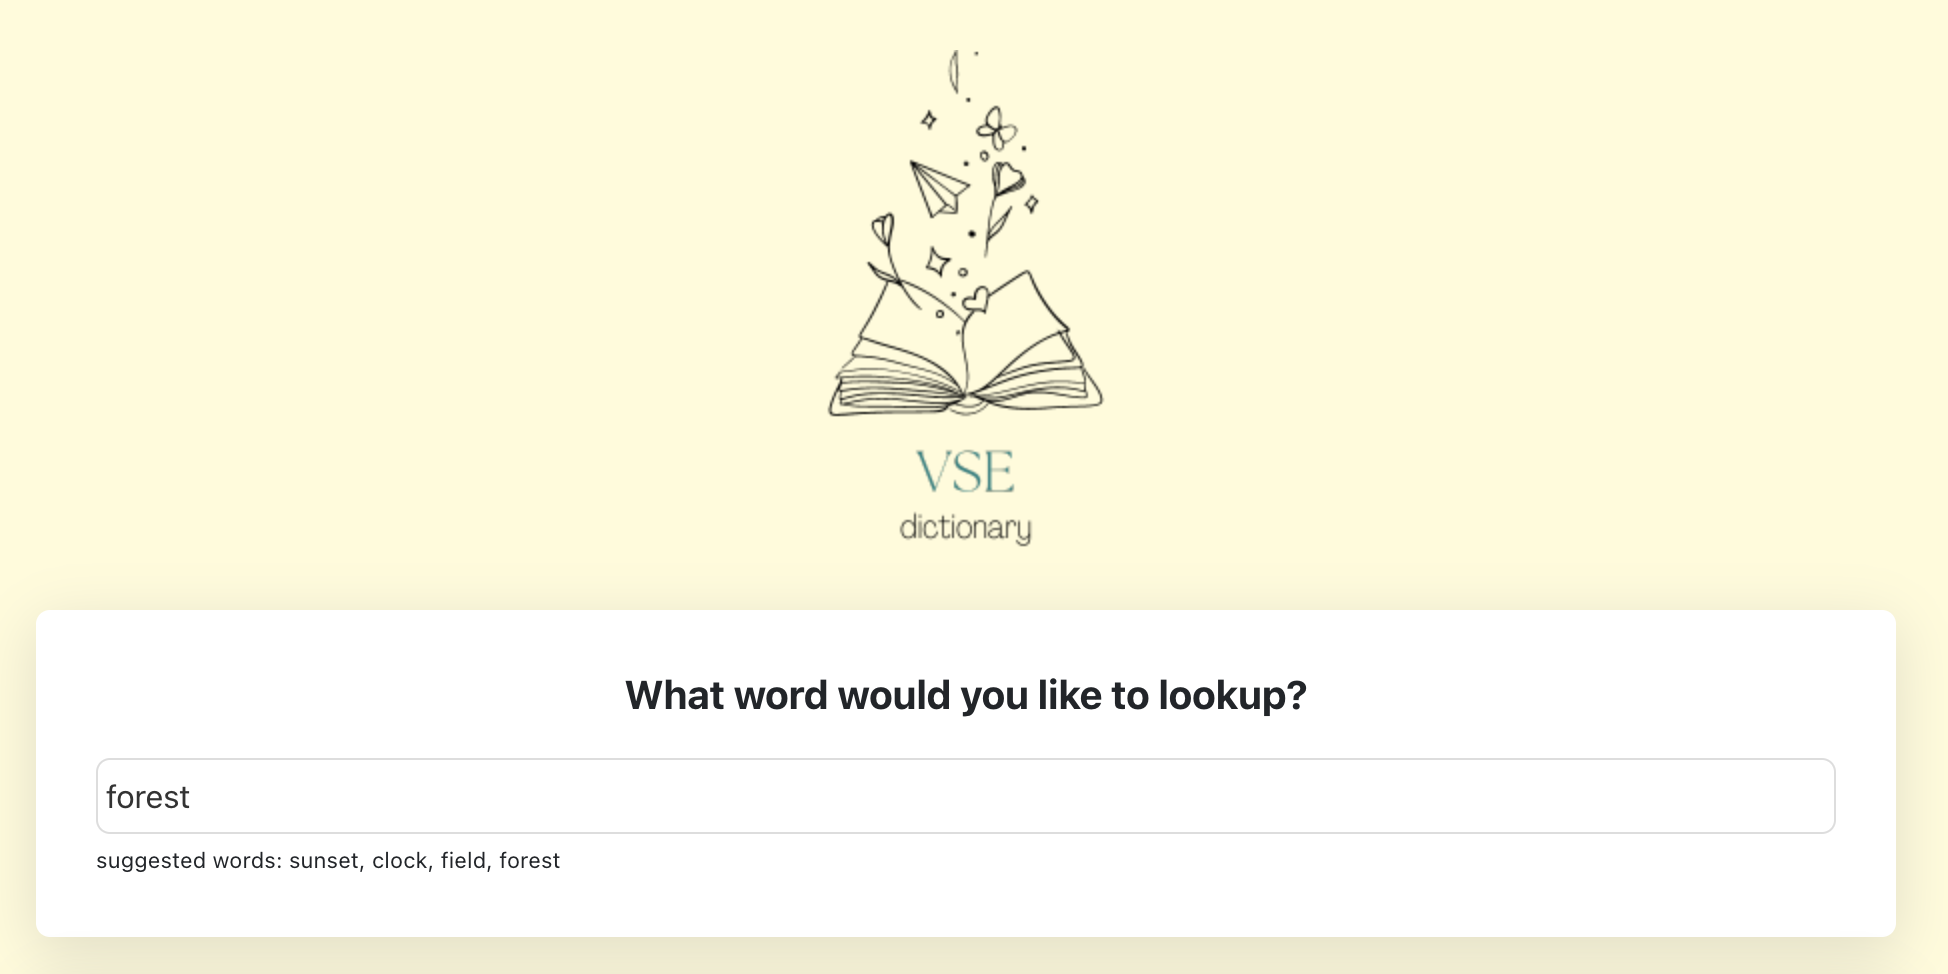 VSE
dictionary
What word would you like to lookup?
forest
suggested words: sunset, clock, field, forest